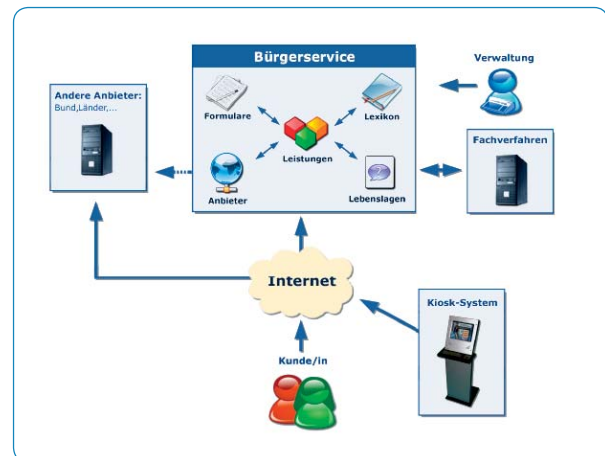 Bürgerservice
Verwaltung
Andere Anbieter:
Bund,Länder,...
Formulare
Lexikon
Leistungen
Fachverfahren
Anbieter
Lebenslagen
Internet
Kiosk-System
Kunde/in